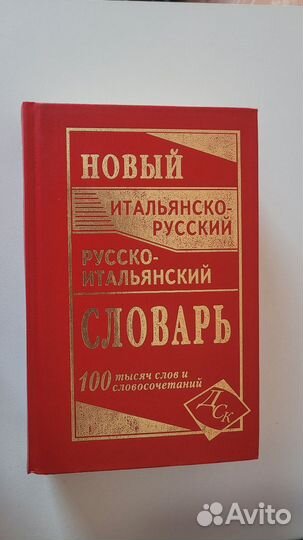 НОВЫЙ
ИТАЛЬЯНСКО-
РУССКИЙ
РУССКО-
ИТАЛЬЯНСКИЙ
СЛОВАРЬ
100 тысяч слов и
словосочетаний
ДСК
Avito